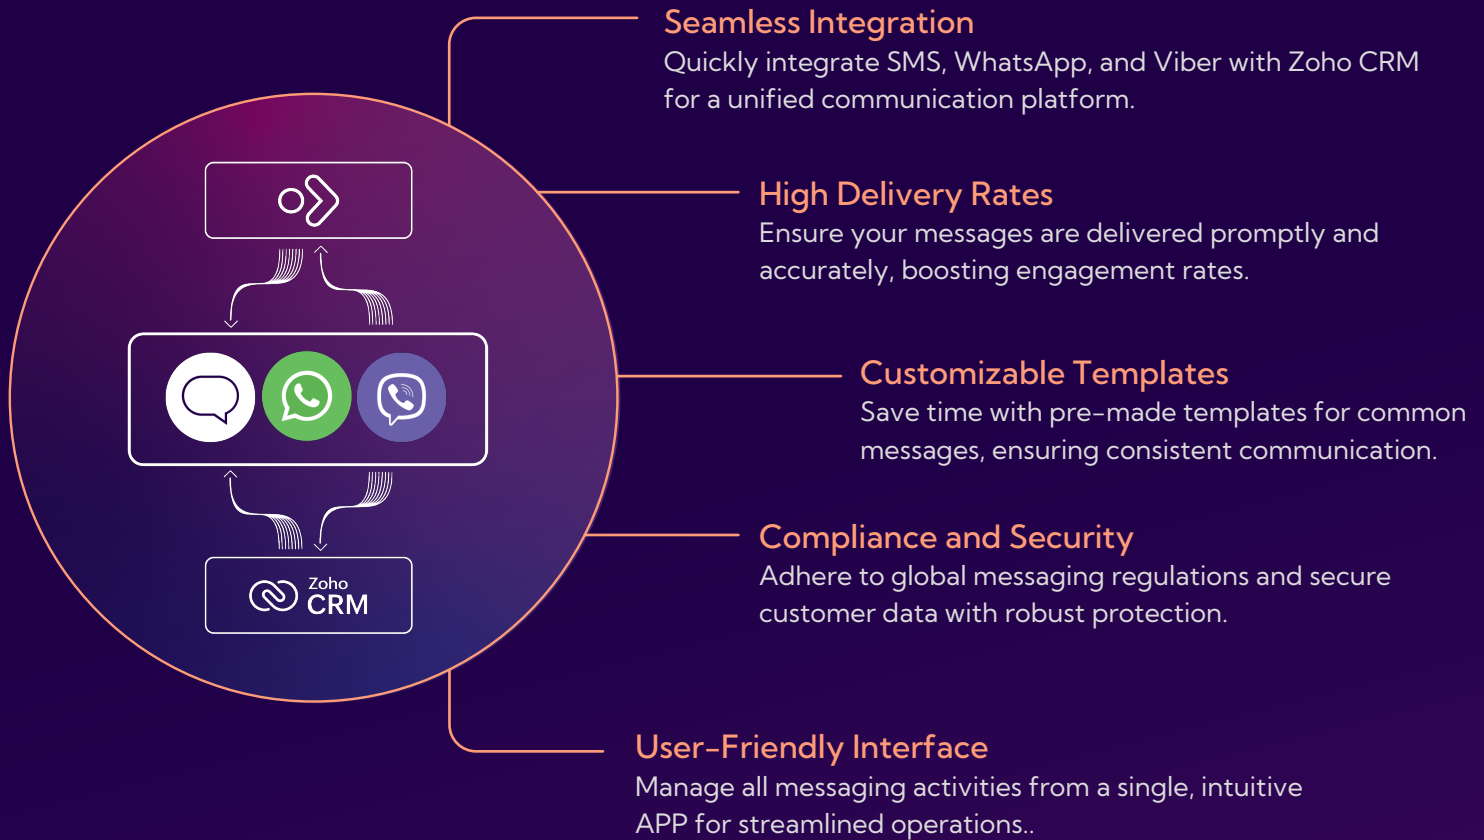 Seamless Integration
Quickly integrate SMS, WhatsApp, and Viber with Zoho CRM
for a unified communication platform.
High Delivery Rates
Ensure your messages are delivered promptly and
accurately, boosting engagement rates.
Customizable Templates
Save time with pre-made templates for common
messages, ensuring consistent communication.
Zoho
CRM
Compliance and Security
Adhere to global messaging regulations and secure
customer data with robust protection.
User-Friendly Interface
Manage all messaging activities from a single, intuitive
APP for streamlined operations..